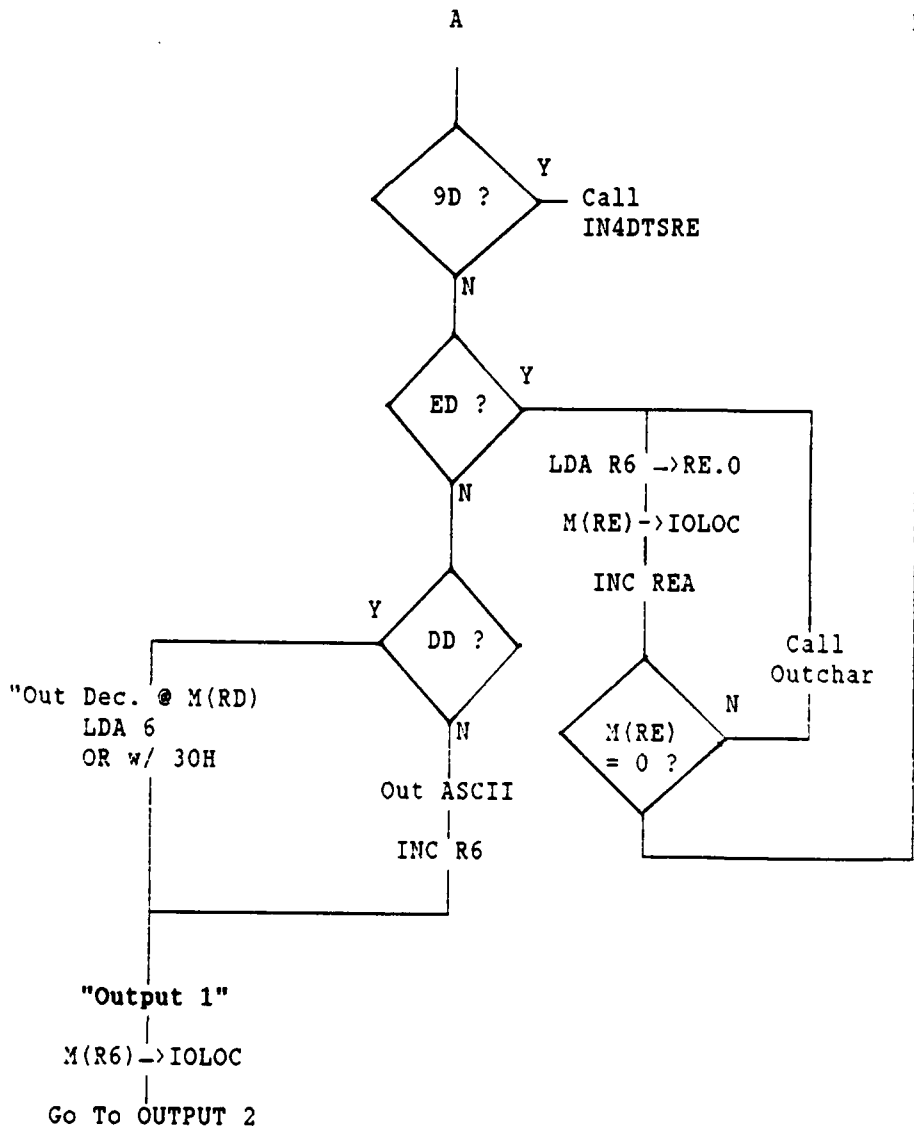 A
9D ?
Y
Call
IN4DTSRE
N
ED ?
Y
N
LDA R6 ->RE.0
M(RE)->IOLOC
INC REA
M(RE)
= 0 ?
N
Call
Outchar
DD ?
Y
N
"Out Dec. @ M(RD)
LDA 6
OR w/ 30H
Out ASCII
INC R6
"Output 1"
M(R6)->IOLOC
Go To OUTPUT 2